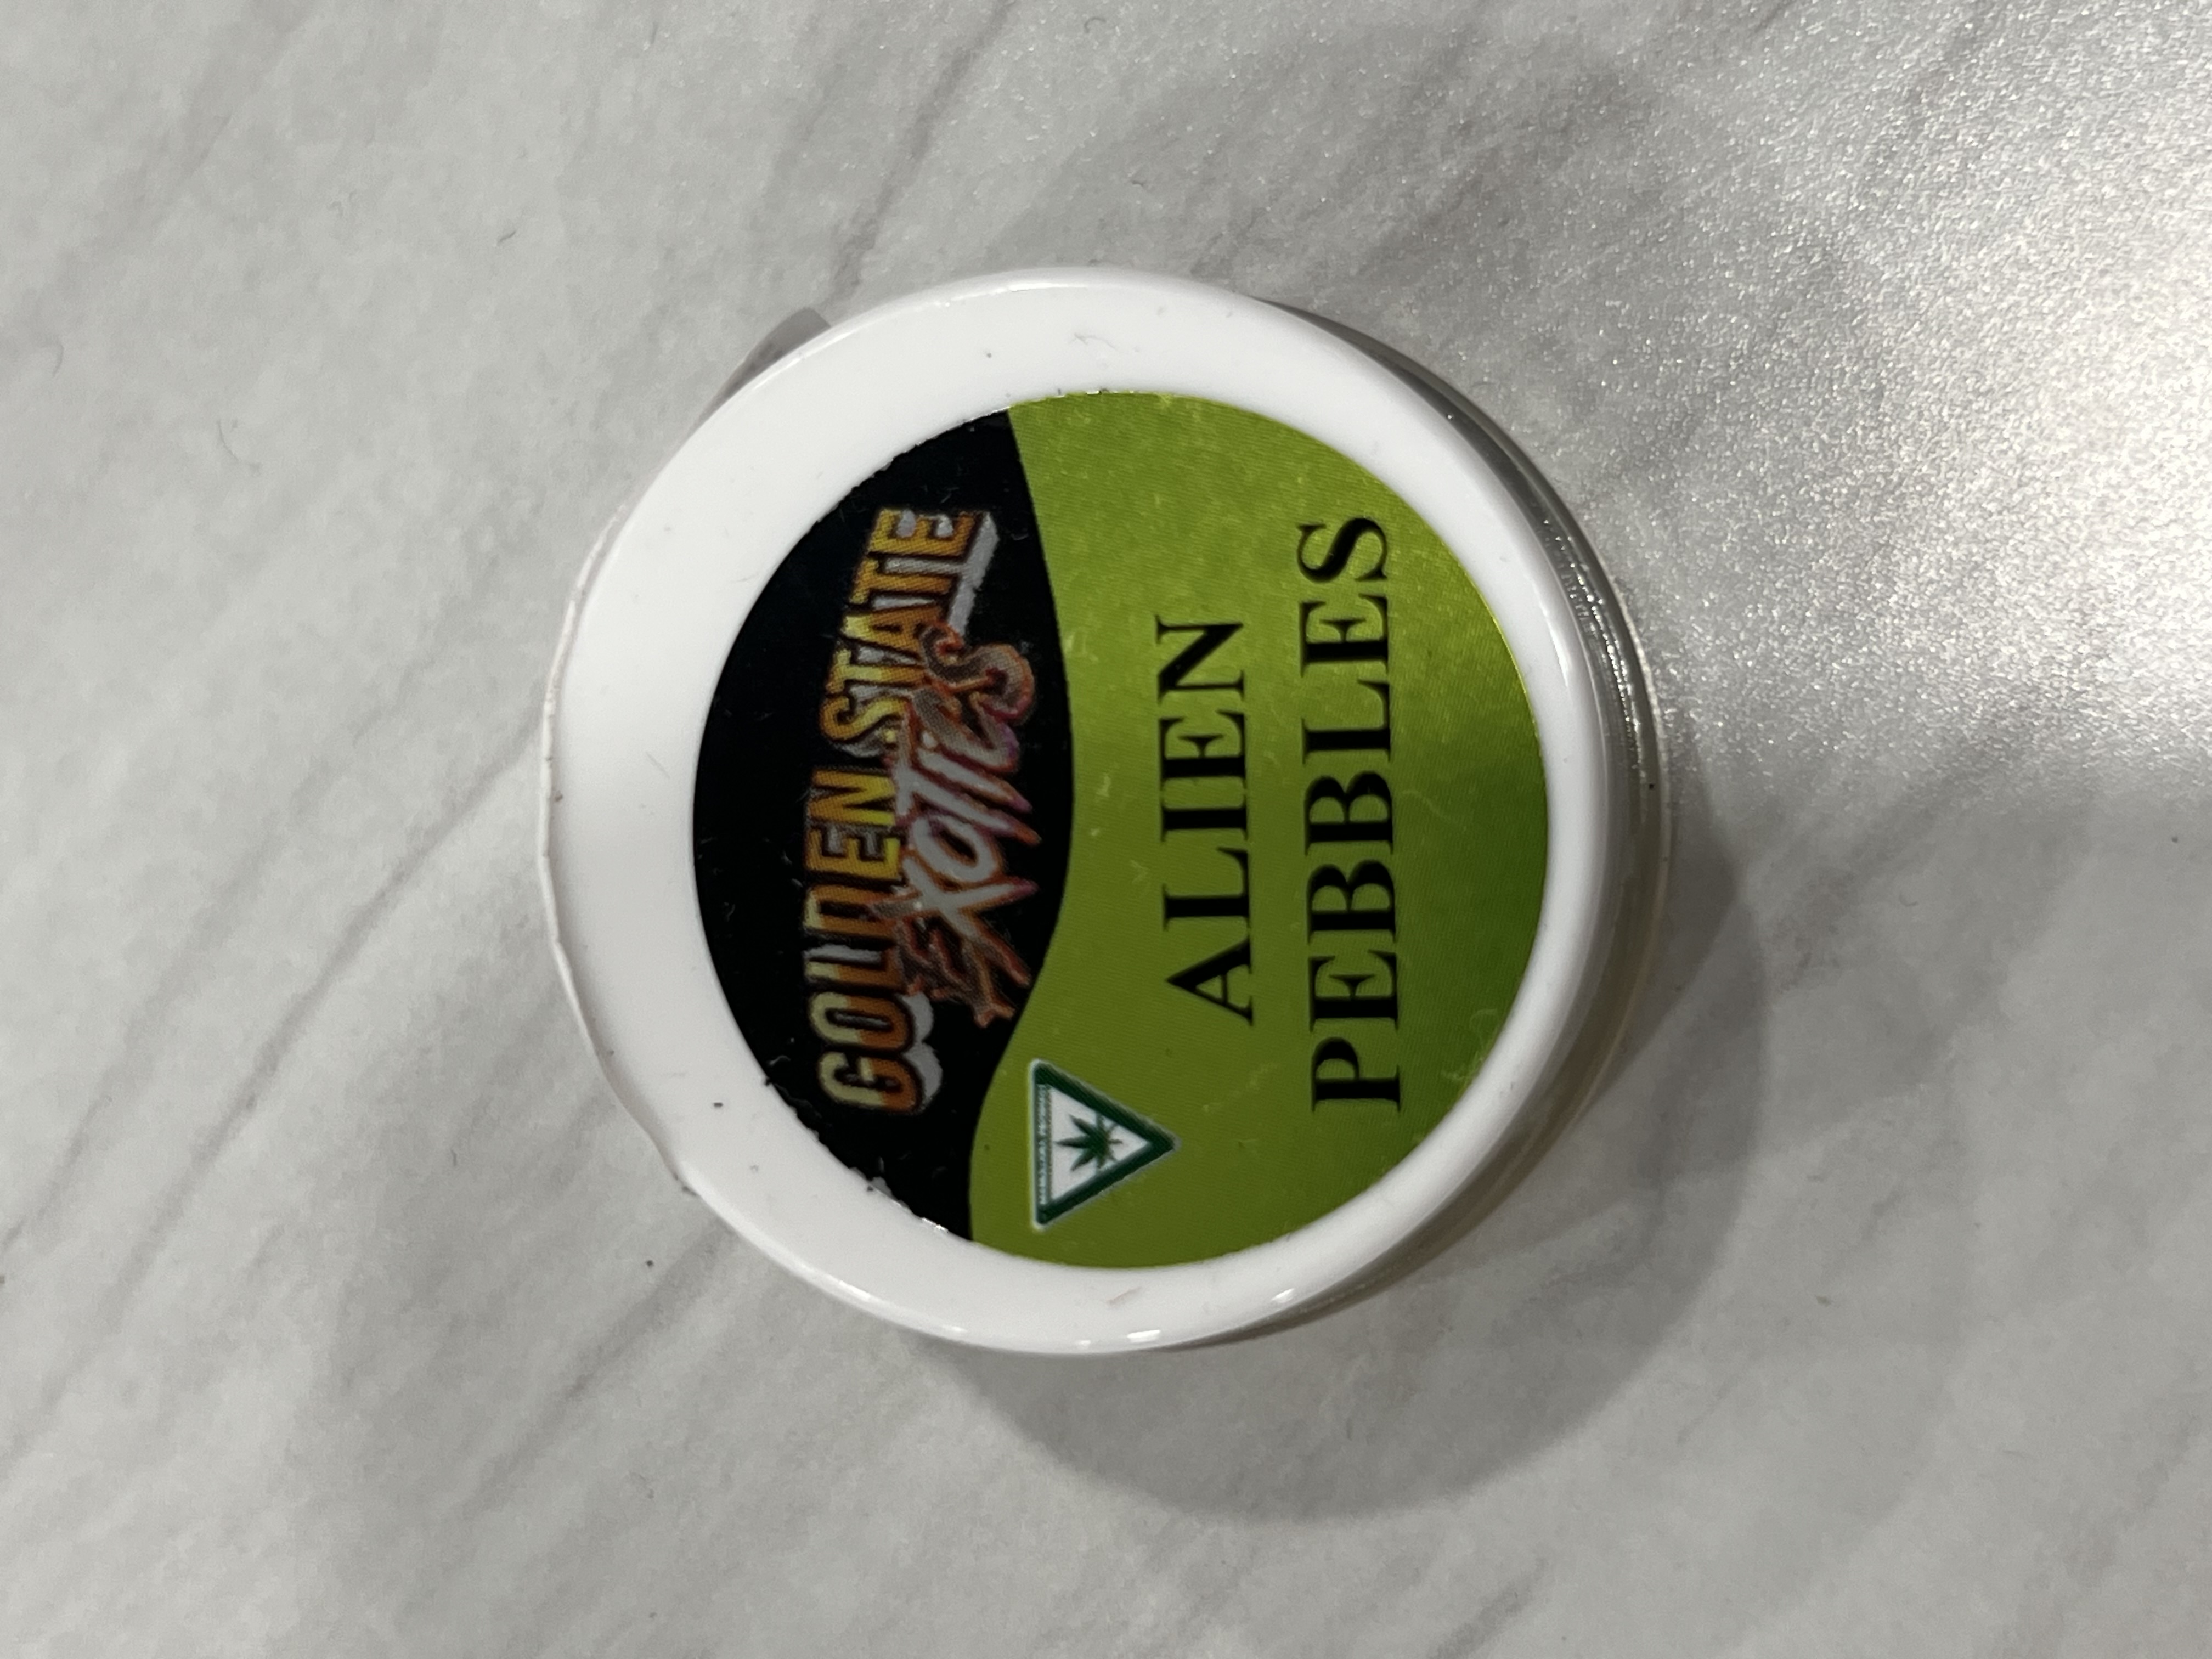 GOLDEN STATE
EXOTICS
ALIEN
PEBBLES